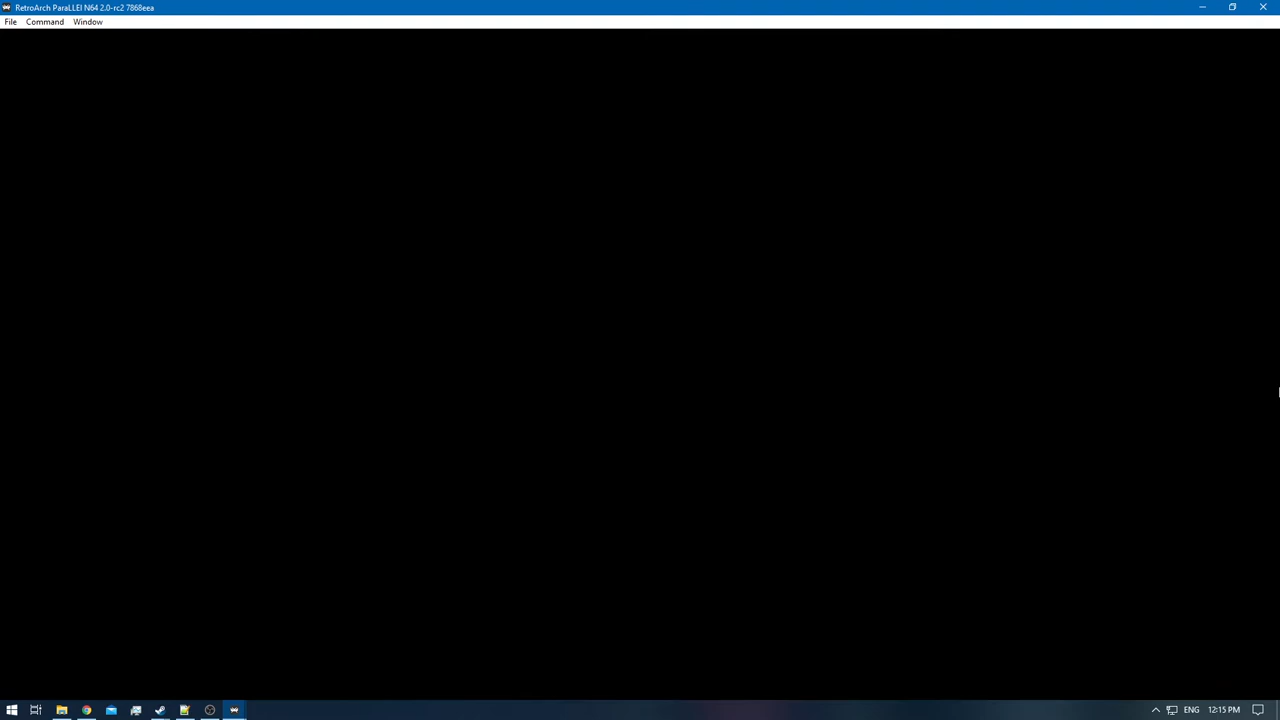 RetroArch ParaLLEl N64 2.0-rc2 7868eea
File Command Window
ENG 12:15 PM